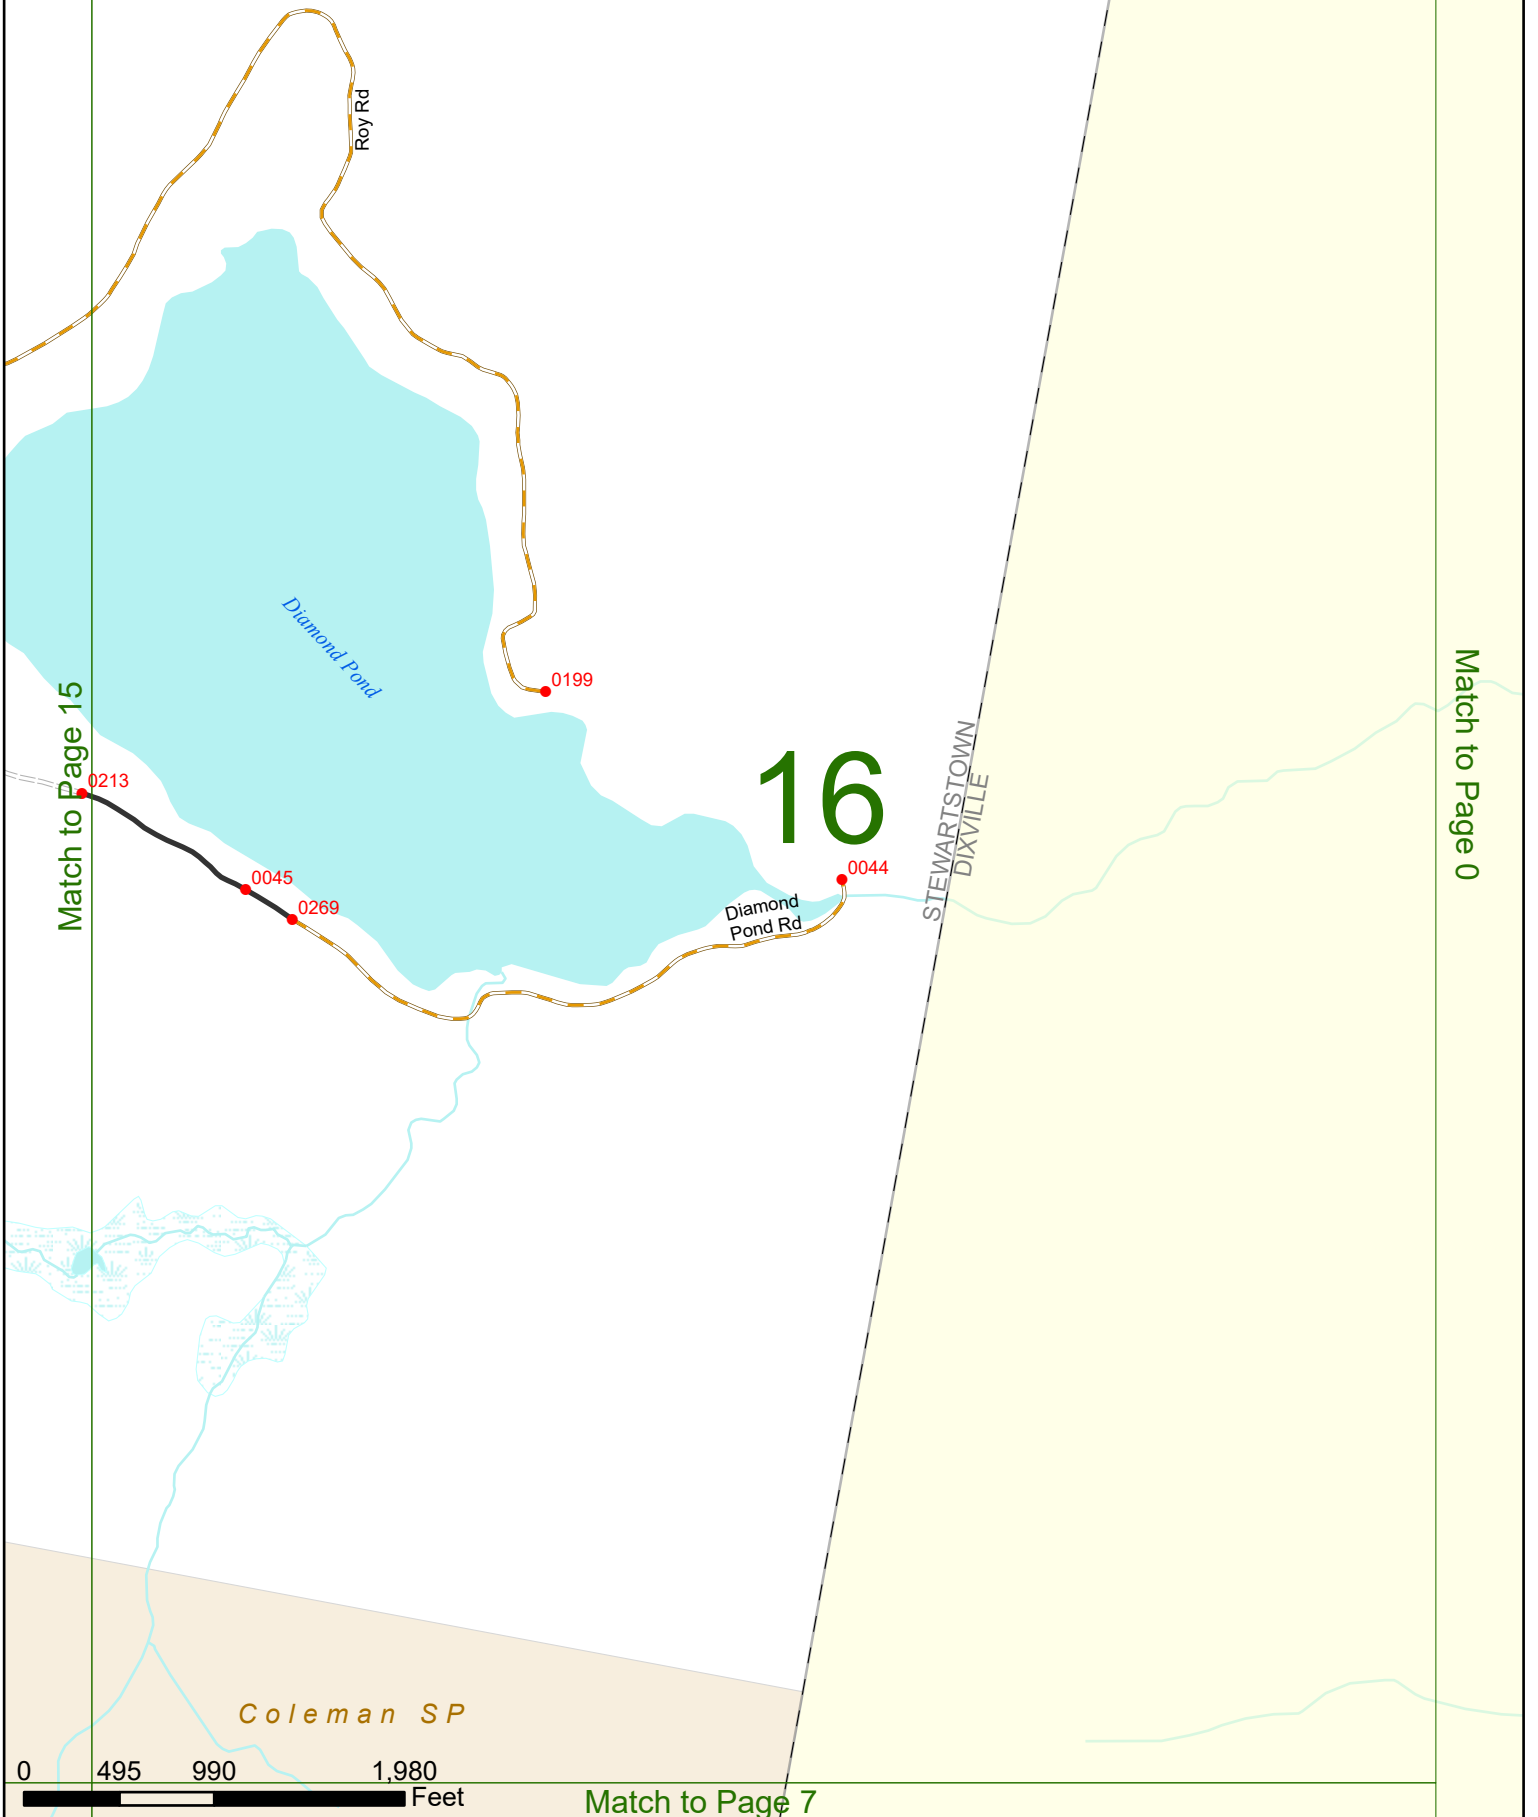 Roy Rd
Diamond Pond
0199
Match to Page 15
0213
0045
0269
16
0044
Diamond
Pond Rd
STEWARTSTOWN
DIXVILLE
Match to Page 0
Coleman SP
0 495 990 1,980
Feet
Match to Page 7